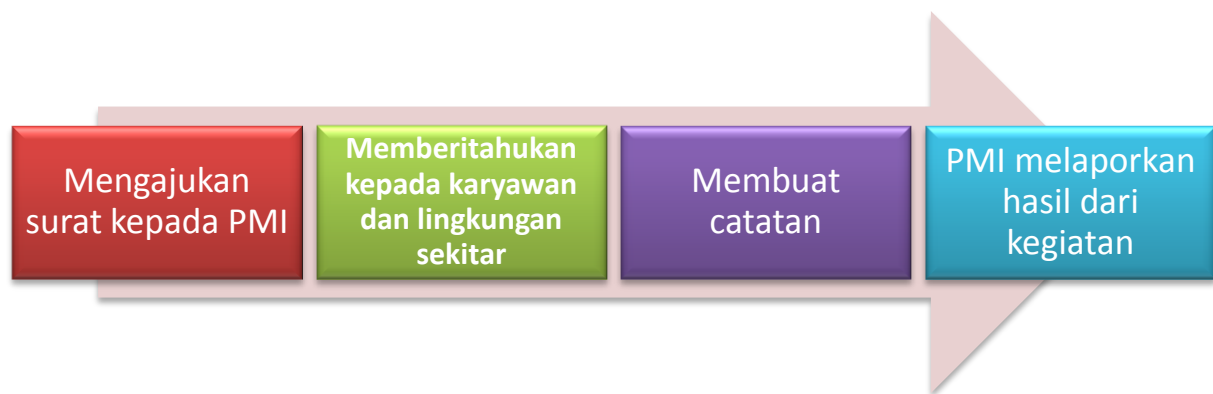 Mengajukan
surat kepada PMI
Memberitahukan
kepada karyawan
dan lingkungan
sekitar
Membuat
catatan
PMI melaporkan
hasil dari
kegiatan